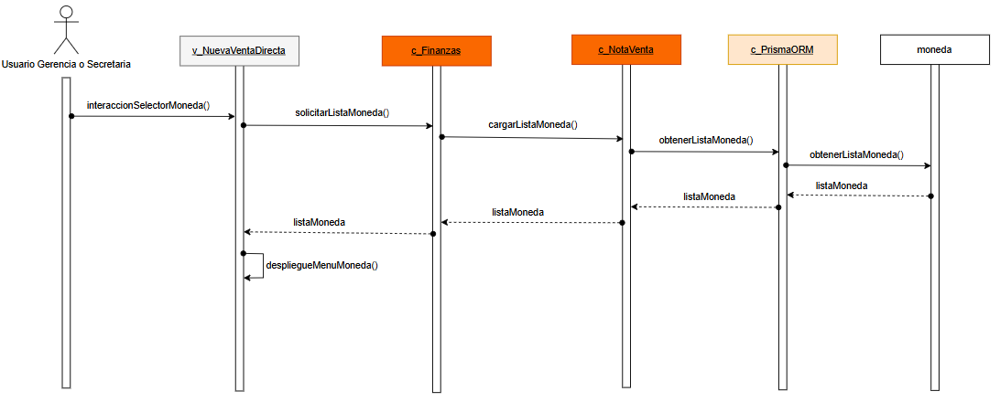 Usuario Gerencia o Secretaria
v_NuevaVentaDirecta
c_Finanzas
c_NotaVenta
c_PrismaORM
moneda
interaccionSelectorMoneda()
solicitarListaMoneda()
cargarListaMoneda()
obtenerListaMoneda()
obtenerListaMoneda()
listaMoneda
listaMoneda
listaMoneda
listaMoneda
despliegueMenuMoneda()